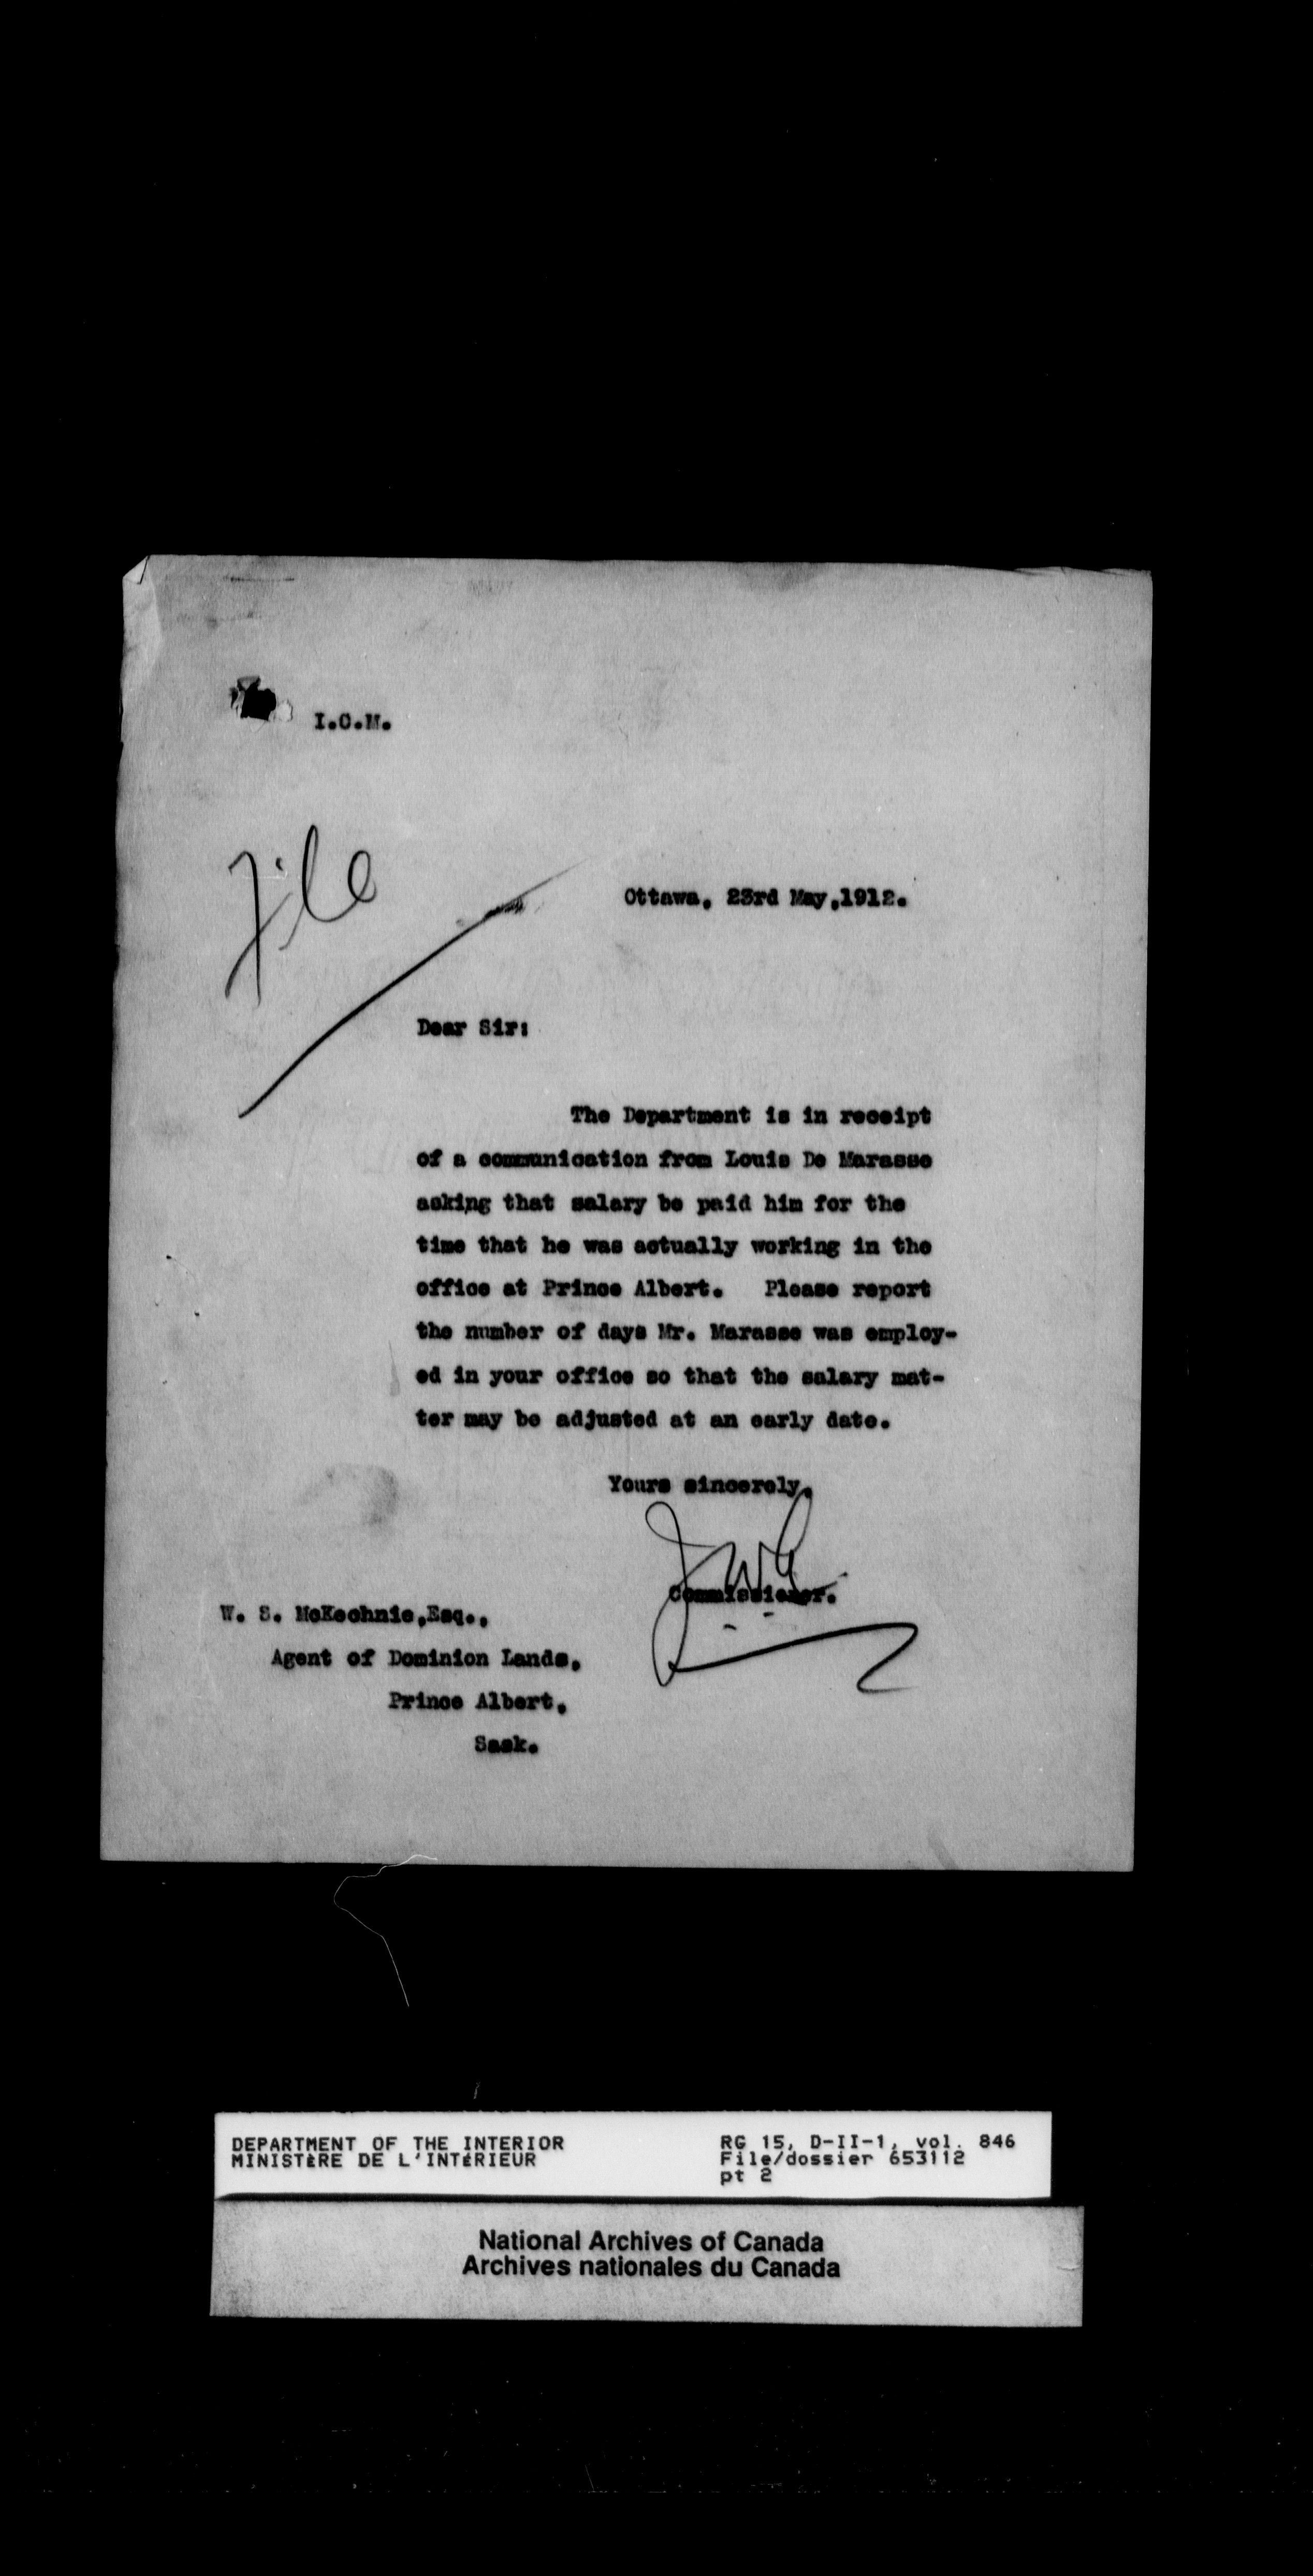 I.C.M.
File
Ottawa, 23rd May,1912.
Dear Sir:
The Department is in receipt
of a communication from Louis De Marasse
asking that salary be paid him for the
time that he was actually working in the
office at Prince Albert. Please report
the number of days Mr. Marasse was employ-
ed in your office so that the salary mat-
ter may be adjusted at an early date.
Yours sincerely,
JWG
Commissioner.
W. S. McKechnie,Esq.,
Agent of Dominion Lands,
Prince Albert,
Sask.
DEPARTMENT OF THE INTERIOR
MINISTÈRE DE L'INTÉRIEUR
RG 15, D-II-1, vol. 846
File/dossier 653112
pt 2
National Archives of Canada
Archives nationales du Canada